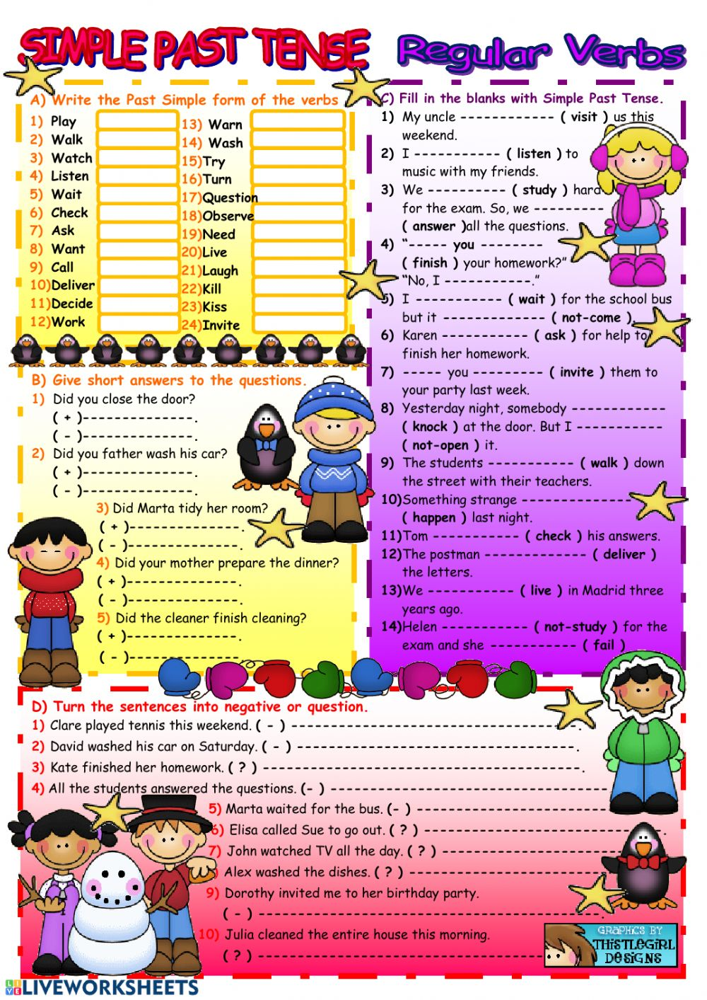 SIMPLE PAST TENSE Regular Verbs
A) Write the Past Simple form of the verbs
1) Play
2) Walk
3) Watch
4) Listen
5) Wait
6) Check
7) Ask
8) Want
9) Call
10)Deliver
11)Decide
12)Work
13) Warn
14) Wash
15)Try
16)Turn
17)Question
18)Observe
19)Need
20)Live
21)Laugh
22)Kill
23)Kiss
24)Invite
B) Give short answers to the questions.
1) Did you close the door?
( + )---------------.
( - )---------------.
2) Did you father wash his car?
( + )---------------.
( - )---------------.
3) Did Marta tidy her room?
( + )---------------.
( - )---------------.
4) Did your mother prepare the dinner?
( + )---------------.
( - )---------------.
5) Did the cleaner finish cleaning?
( + )---------------.
( - )---------------.
C) Fill in the blanks with Simple Past Tense.
1) My uncle ------------- ( visit ) us this
weekend.
2) I ------------ ( listen ) to
music with my friends.
3) We ----------- ( study ) hard
for the exam. So, we ----------
( answer )all the questions.
4) “----- you ---------
( finish ) your homework?”
“No, I ------------.”
5) I ------------ ( wait ) for the school bus
but it -------------- ( not-come )
6) Karen ------------ ( ask ) for help to
finish her homework.
7) ----- you ---------- ( invite ) them to
your party last week.
8) Yesterday night, somebody -------------
( knock ) at the door. But I ------------
( not-open ) it.
9) The students ------------ ( walk ) down
the street with their teachers.
10)Something strange ---------------
( happen ) last night.
11)Tom ------------ ( check ) his answers.
12)The postman -------------- ( deliver )
the letters.
13)We ------------ ( live ) in Madrid three
years ago.
14)Helen ------------ ( not-study ) for the
exam and she ------------ ( fail )
D) Turn the sentences into negative or question.
1) Clare played tennis this weekend. ( - ) ----------------------------------------.
2) David washed his car on Saturday. ( - ) ---------------------------------------.
3) Kate finished her homework. ( ? ) ---------------------------------------------.
4) All the students answered the questions. (- ) ---------------------------------------
5) Marta waited for the bus. (- ) ---------------------------
6) Elisa called Sue to go out. ( ? ) ---------------------------------.
7) John watched TV all the day. ( ? ) ------------------------
Alex washed the dishes. ( ? ) ---------------------------
9) Dorothy invited me to her birthday party.
( - ) ------------------------------------------------.
10) Julia cleaned the entire house this morning.
( ? ) ----------------------------------------
GRAPHICS BY
THISTLEGIRL
DESIGNS
LIVE LIVEWORKSHEETS